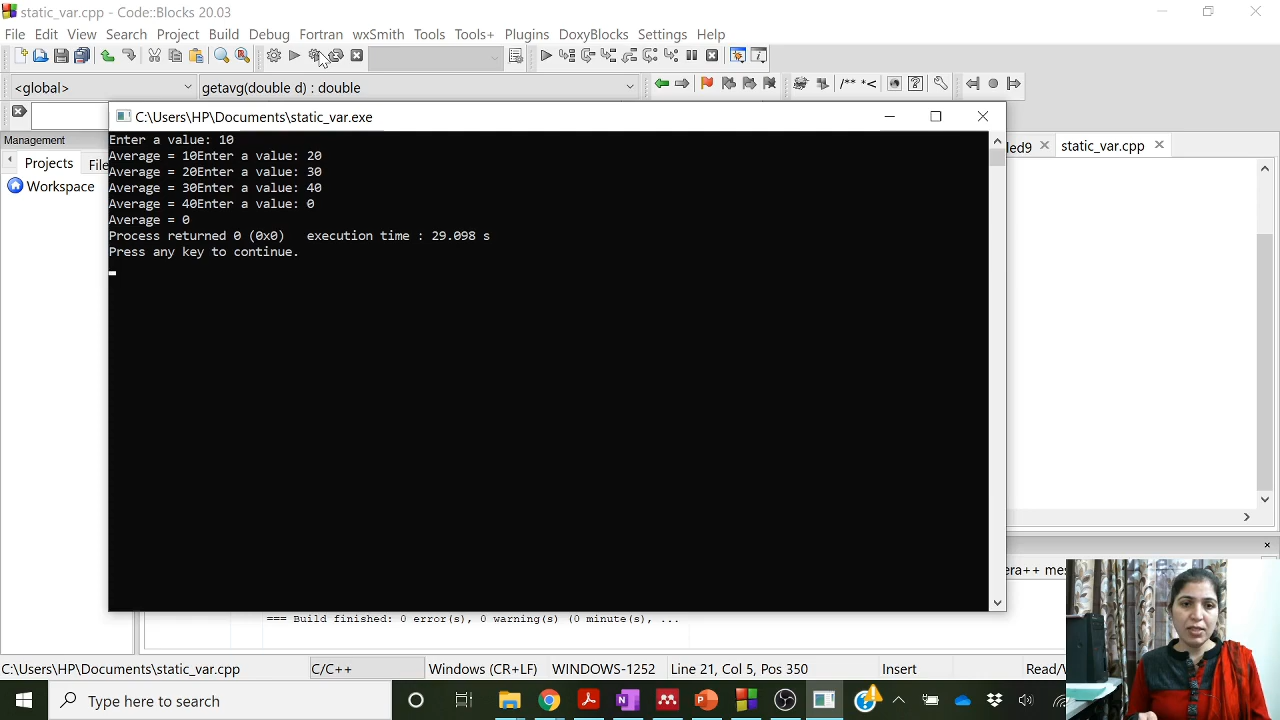 static_var.cpp - Code::Blocks 20.03
File Edit View Search Project Build Debug Fortran wxSmith Tools Tools+ Plugins DoxyBlocks Settings Help
<global> getavg(double d) : double /** *<
C:\Users\HP\Documents\static_var.exe
Management
Projects
led9 static_var.cpp
Workspace
Enter a value: 10
Average = 10Enter a value: 20
Average = 20Enter a value: 30
Average = 30Enter a value: 40
Average = 40Enter a value: 0
Average = 0
Process returned 0 (0x0)   execution time : 29.098 s
Press any key to continue.
=== Build finished: 0 error(s), 0 warning(s) (0 minute(s), ...
C:\Users\HP\Documents\static_var.cpp C/C++ Windows (CR+LF) WINDOWS-1252 Line 21, Col 5, Pos 350 Insert
Type here to search